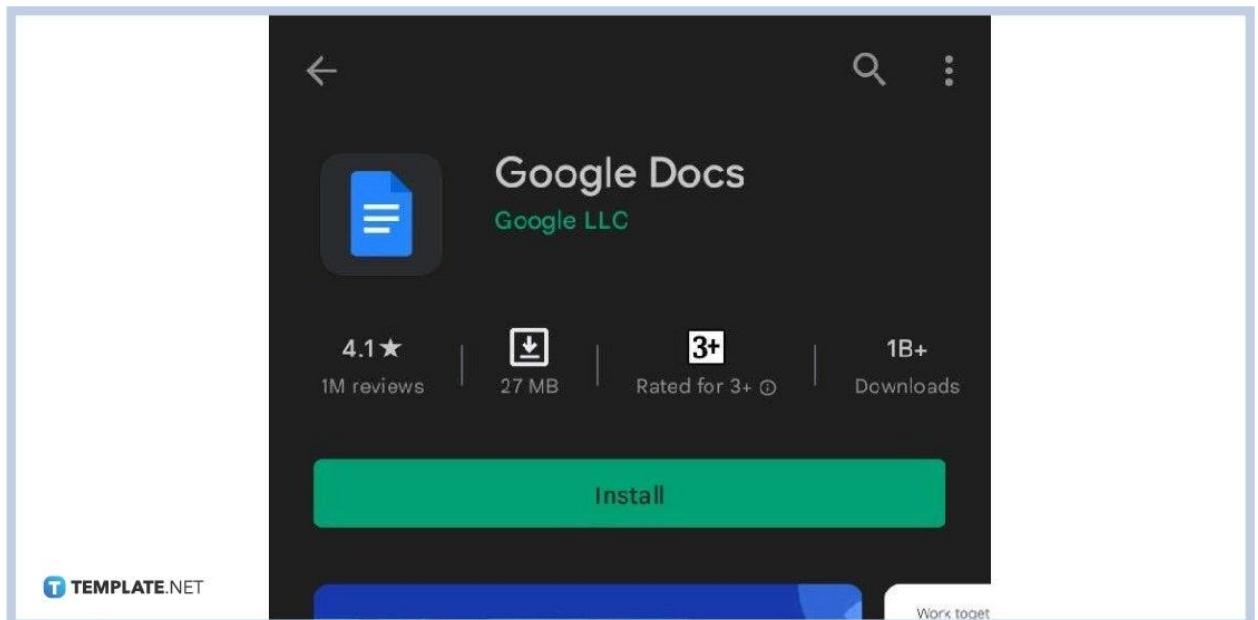 Google Docs
Google LLC
4.1★
3+
1B+
1M reviews
27 MB
Rated for 3+
Downloads
Install
T TEMPLATE.NET
Work toget